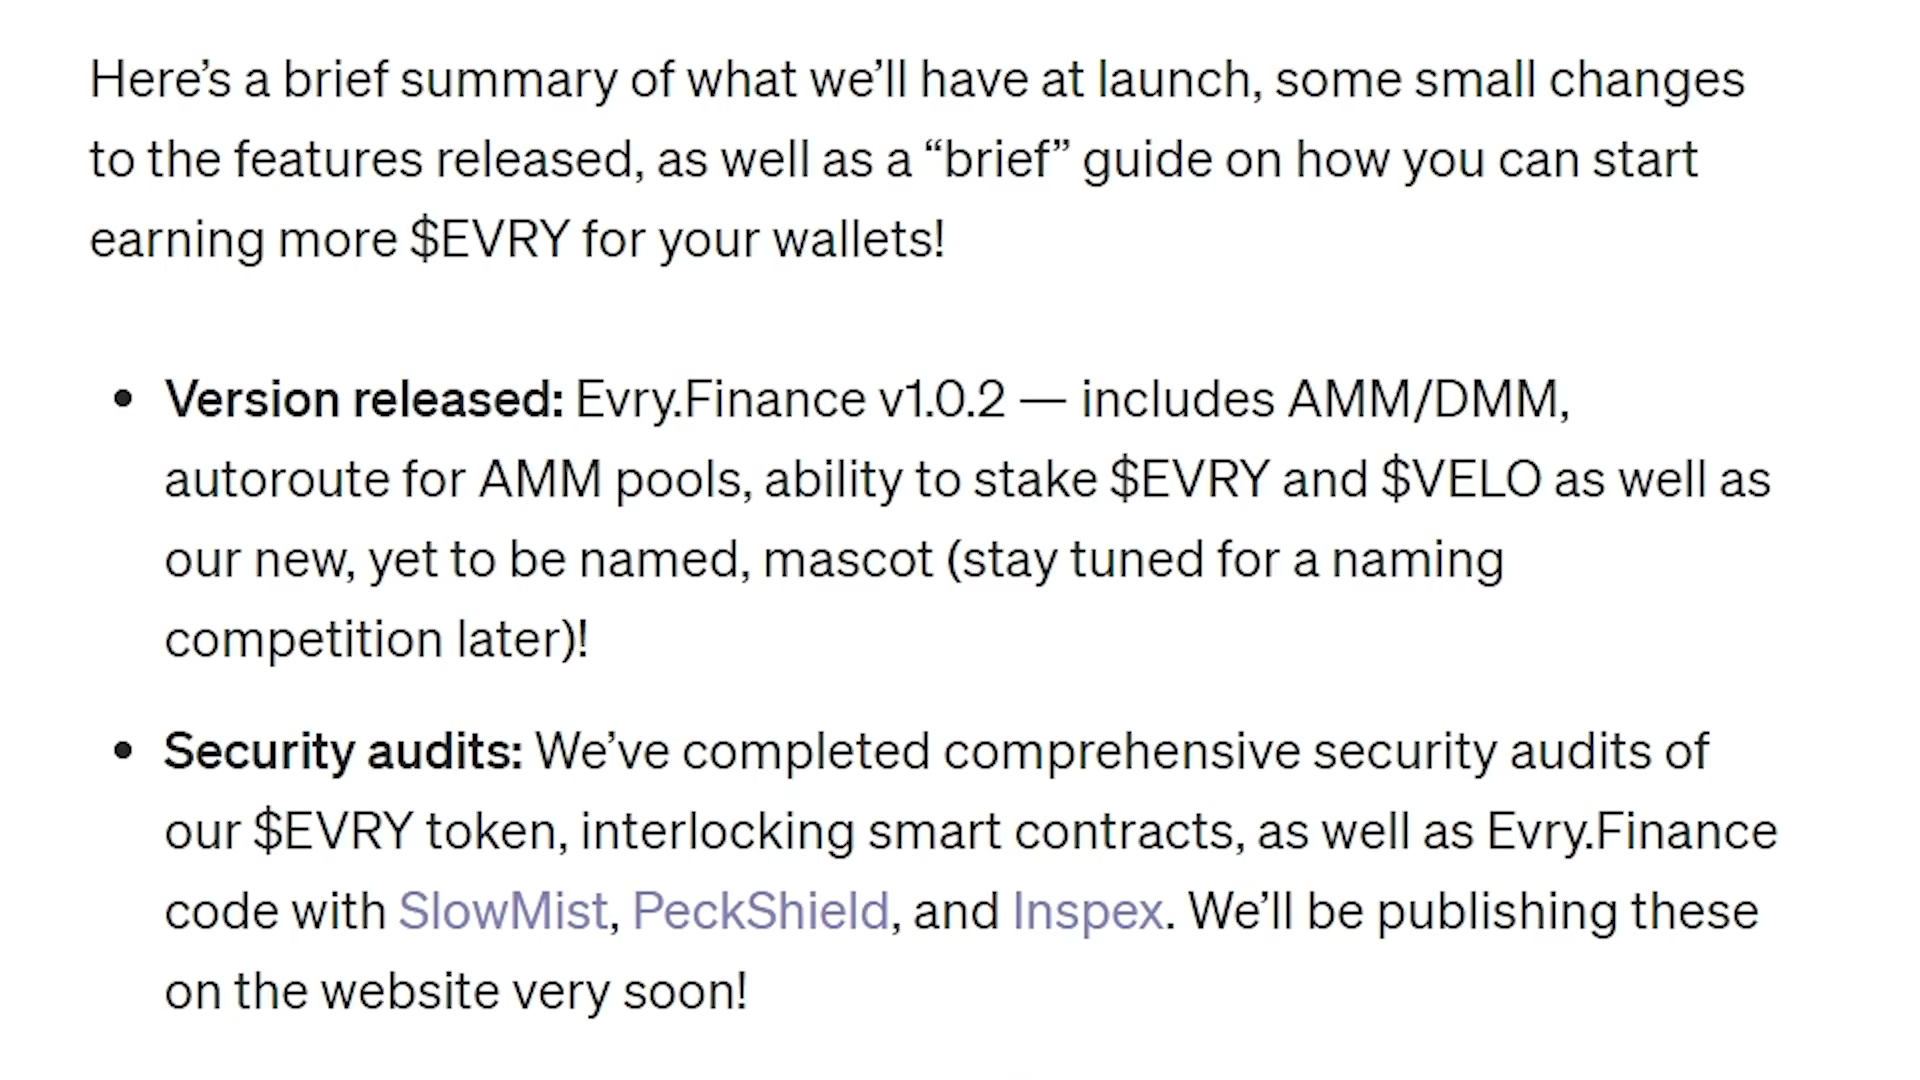 Here’s a brief summary of what we’ll have at launch, some small changes
to the features released, as well as a “brief” guide on how you can start
earning more $EVRY for your wallets!
• Version released: Evry.Finance v1.0.2 — includes AMM/DMM,
autoroute for AMM pools, ability to stake $EVRY and $VELO as well as
our new, yet to be named, mascot (stay tuned for a naming
competition later)!
• Security audits: We’ve completed comprehensive security audits of
our $EVRY token, interlocking smart contracts, as well as Evry.Finance
code with SlowMist, PeckShield, and Inspex. We’ll be publishing these
on the website very soon!